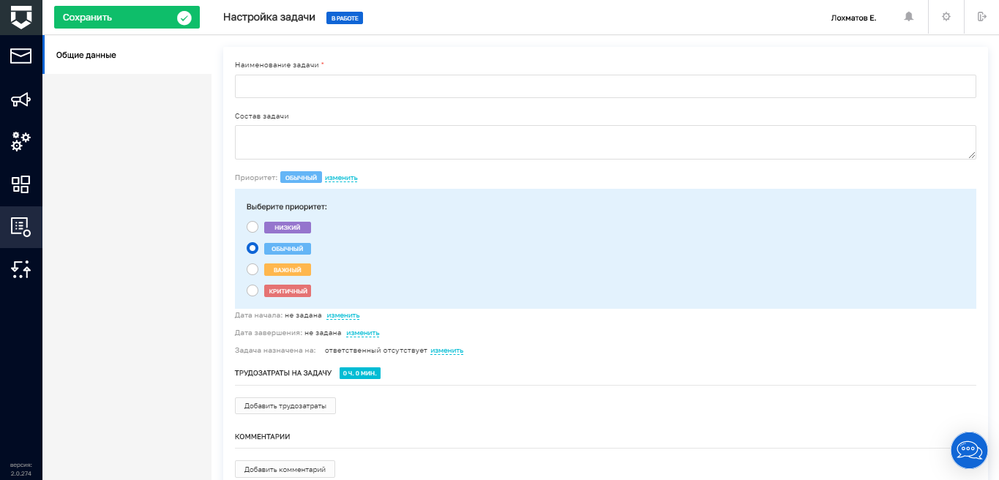 Сохранить
Настройка задачи
В РАБОТЕ
Лохматов Е.
Общие данные
Наименование задачи *
Состав задачи
Приоритет: ОБЫЧНЫЙ изменить
Выберите приоритет:
НИЗКИЙ
ОБЫЧНЫЙ
ВАЖНЫЙ
КРИТИЧНЫЙ
Дата начала: не задана изменить
Дата завершения: не задана изменить
Задача назначена на: ответственный отсутствует изменить
ТРУДОЗАТРАТЫ НА ЗАДАЧУ 0 Ч. 0 МИН.
Добавить трудозатраты
КОММЕНТАРИИ
Добавить комментарий
версия:
2.0.274